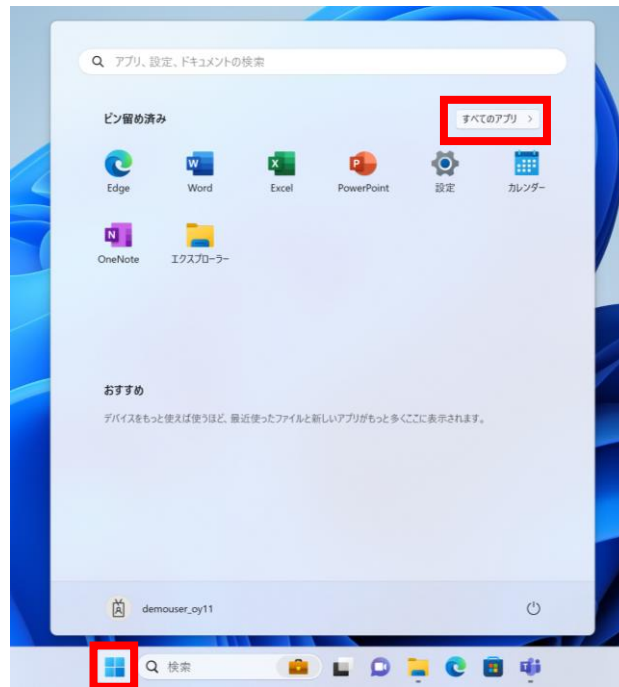 アプリ、設定、ドキュメントの検索
ピン留め済み
すべてのアプリ >
Edge
Word
Excel
PowerPoint
設定
カレンダー
OneNote
エクスプローラー
おすすめ
デバイスをもっと使えば使うほど、最近使ったファイルと新しいアプリがもっと多くここに表示されます。
demouser_oy11
検索